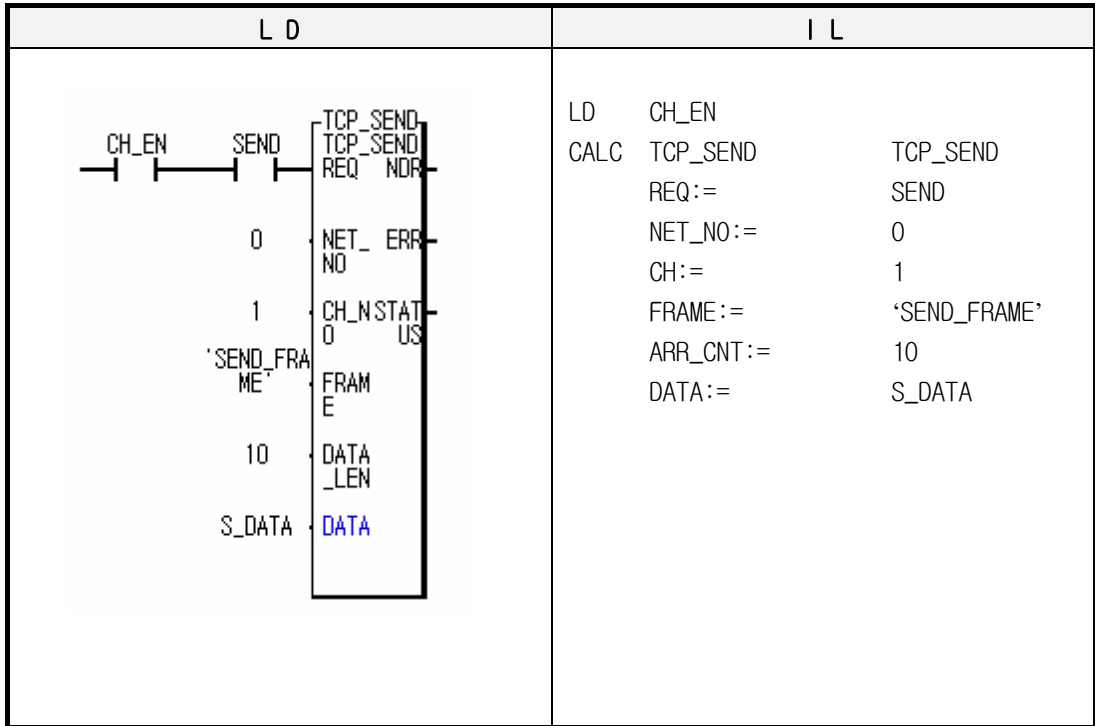 L D
I L
TCP_SEND
CH_EN SEND TCP_SEND
REQ NDR
0 NET_ ERR
NO
1 CH_N STAT
O US
'SEND_FRA
ME' FRAM
E
10 DATA
_LEN
S_DATA DATA
LD CH_EN
CALC TCP_SEND TCP_SEND
REQ:= SEND
NET_NO:= 0
CH:= 1
FRAME:= ‘SEND_FRAME’
ARR_CNT:= 10
DATA:= S_DATA